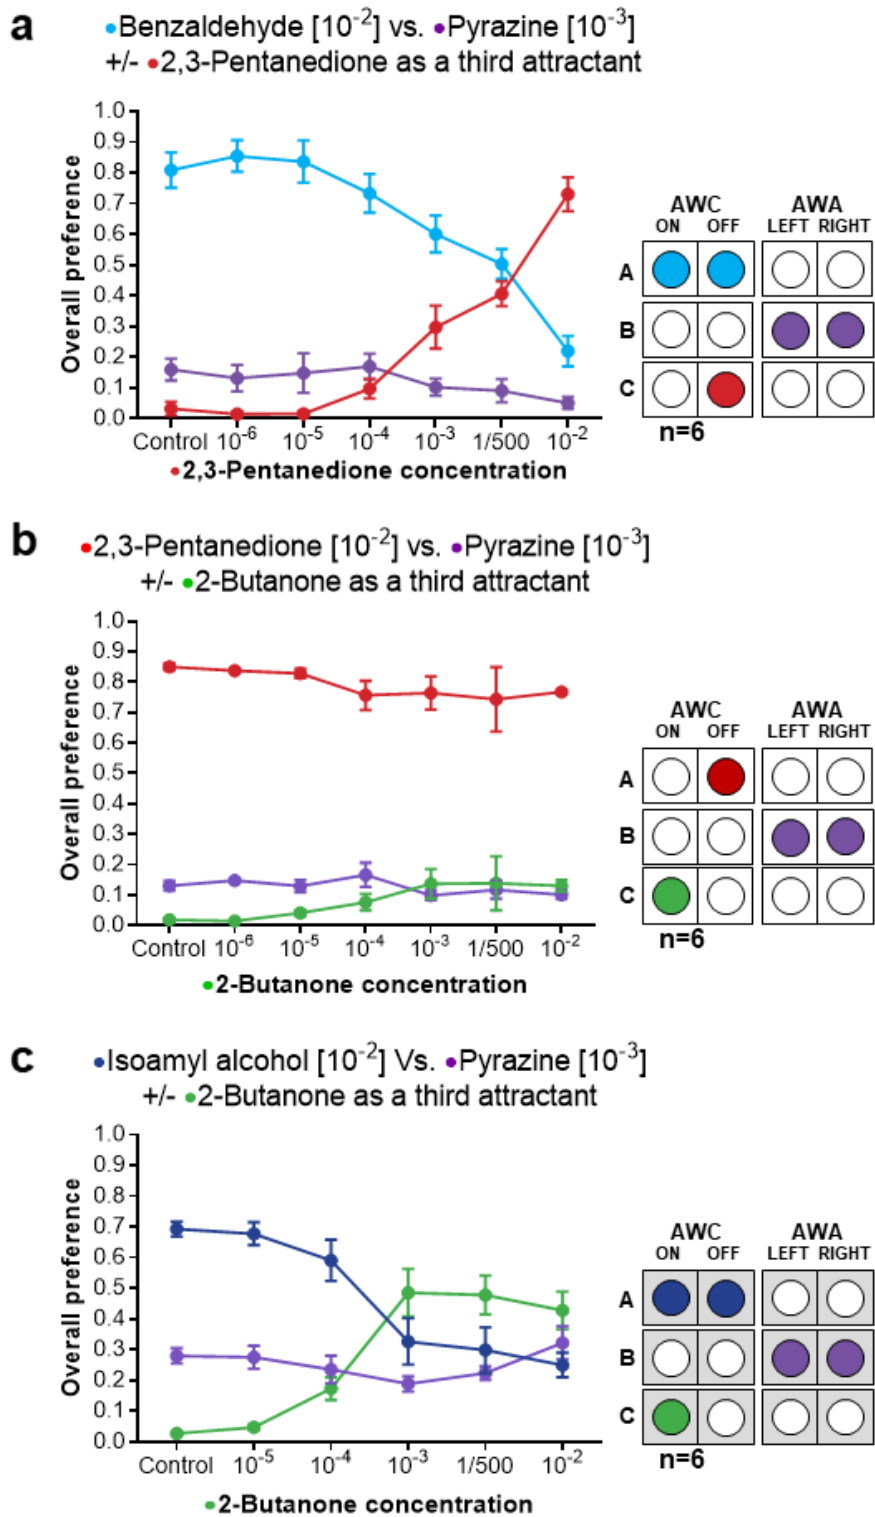 a
•Benzaldehyde [10-2] vs. •Pyrazine [10-3]
+/- •2,3-Pentanedione as a third attractant
Overall preference
1.0
0.9
0.8
0.7
0.6
0.5
0.4
0.3
0.2
0.1
0.0
Control 10-6 10-5 10-4 10-3 1/500 10-2
•2,3-Pentanedione concentration
AWC AWA
ON OFF LEFT RIGHT
A
B
C
n=6
b
•2,3-Pentanedione [10-2] vs. •Pyrazine [10-3]
+/- •2-Butanone as a third attractant
Overall preference
1.0
0.9
0.8
0.7
0.6
0.5
0.4
0.3
0.2
0.1
0.0
Control 10-6 10-5 10-4 10-3 1/500 10-2
•2-Butanone concentration
AWC AWA
ON OFF LEFT RIGHT
A
B
C
n=6
c
•Isoamyl alcohol [10-2] Vs. •Pyrazine [10-3]
+/- •2-Butanone as a third attractant
Overall preference
1.0
0.9
0.8
0.7
0.6
0.5
0.4
0.3
0.2
0.1
0.0
Control 10-5 10-4 10-3 1/500 10-2
•2-Butanone concentration
AWC AWA
ON OFF LEFT RIGHT
A
B
C
n=6